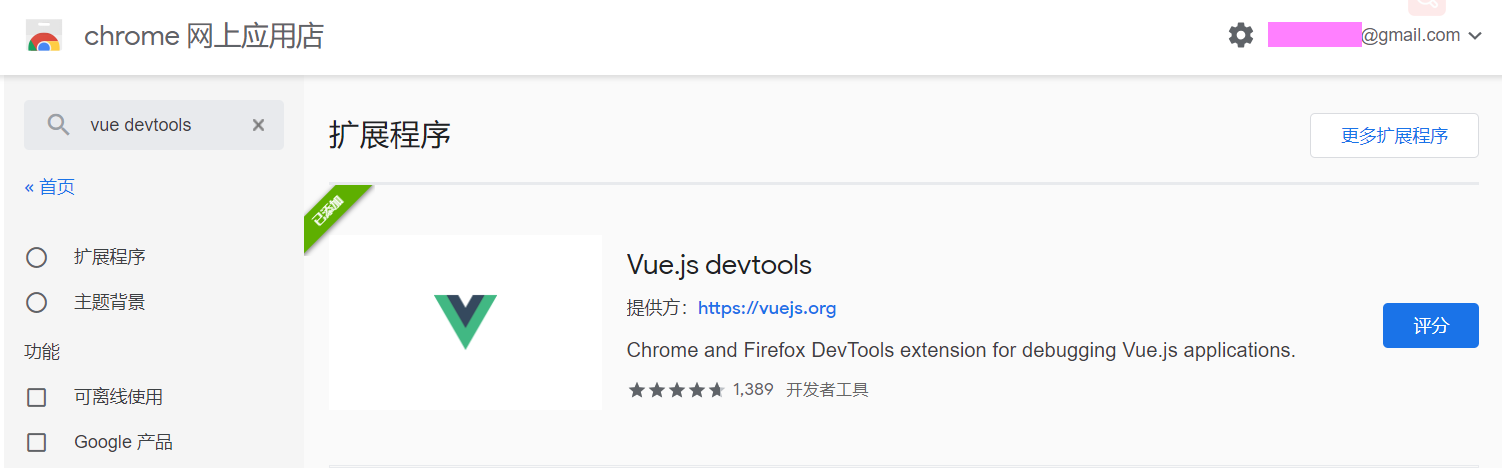 chrome 网上应用店
@gmail.com
vue devtools
« 首页
扩展程序
主题背景
功能
可离线使用
Google 产品
扩展程序
更多扩展程序
已添加
Vue.js devtools
提供方：https://vuejs.org
Chrome and Firefox DevTools extension for debugging Vue.js applications.
1,389 开发者工具
评分